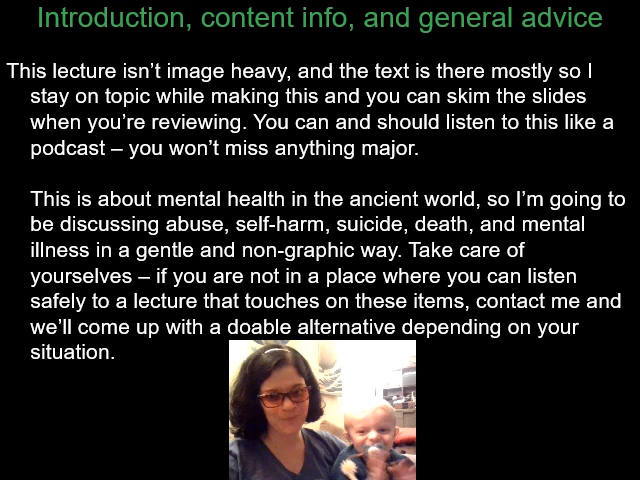 Introduction, content info, and general advice
This lecture isn’t image heavy, and the text is there mostly so I
stay on topic while making this and you can skim the slides
when you’re reviewing. You can and should listen to this like a
podcast – you won’t miss anything major.
This is about mental health in the ancient world, so I’m going to
be discussing abuse, self-harm, suicide, death, and mental
illness in a gentle and non-graphic way. Take care of
yourselves – if you are not in a place where you can listen
safely to a lecture that touches on these items, contact me and
we’ll come up with a doable alternative depending on your
situation.